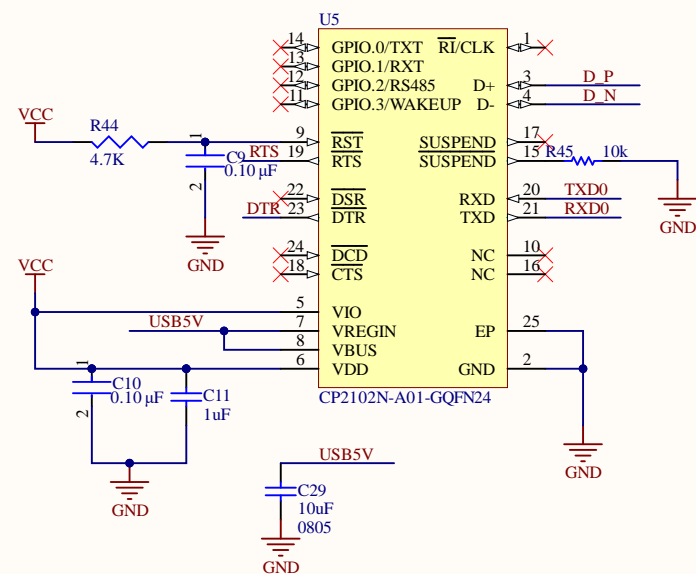 U5
14 GPIO.0/TXT RI/CLK 1
13 GPIO.1/RXT
12 GPIO.2/RS485 D+ 3 D_P
11 GPIO.3/WAKEUP D- 4 D_N
VCC
R44
4.7K
1
C9
0.10 µF
2
GND
9 RST SUSPEND 17
RTS 19 RTS SUSPEND 15 R45 10k
GND
22 DSR RXD 20 TXD0
DTR 23 DTR TXD 21 RXD0
24 DCD NC 10
18 CTS NC 16
VCC
5 VIO
USB5V 7 VREGIN EP 25
8 VBUS
6 VDD GND 2
CP2102N-A01-GQFN24
1
C10
0.10 µF
2
C11
1uF
GND
GND
USB5V
C29
10uF
0805
GND